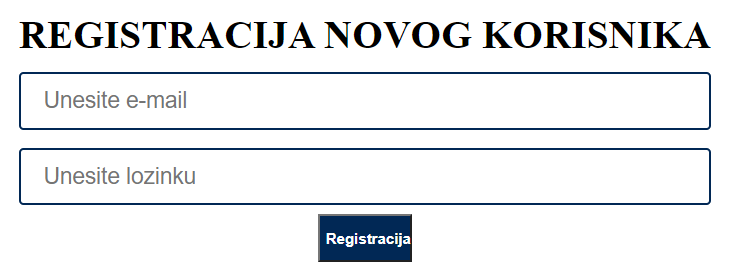 REGISTRACIJA NOVOG KORISNIKA
Unesite e-mail
Unesite lozinku
Registracija